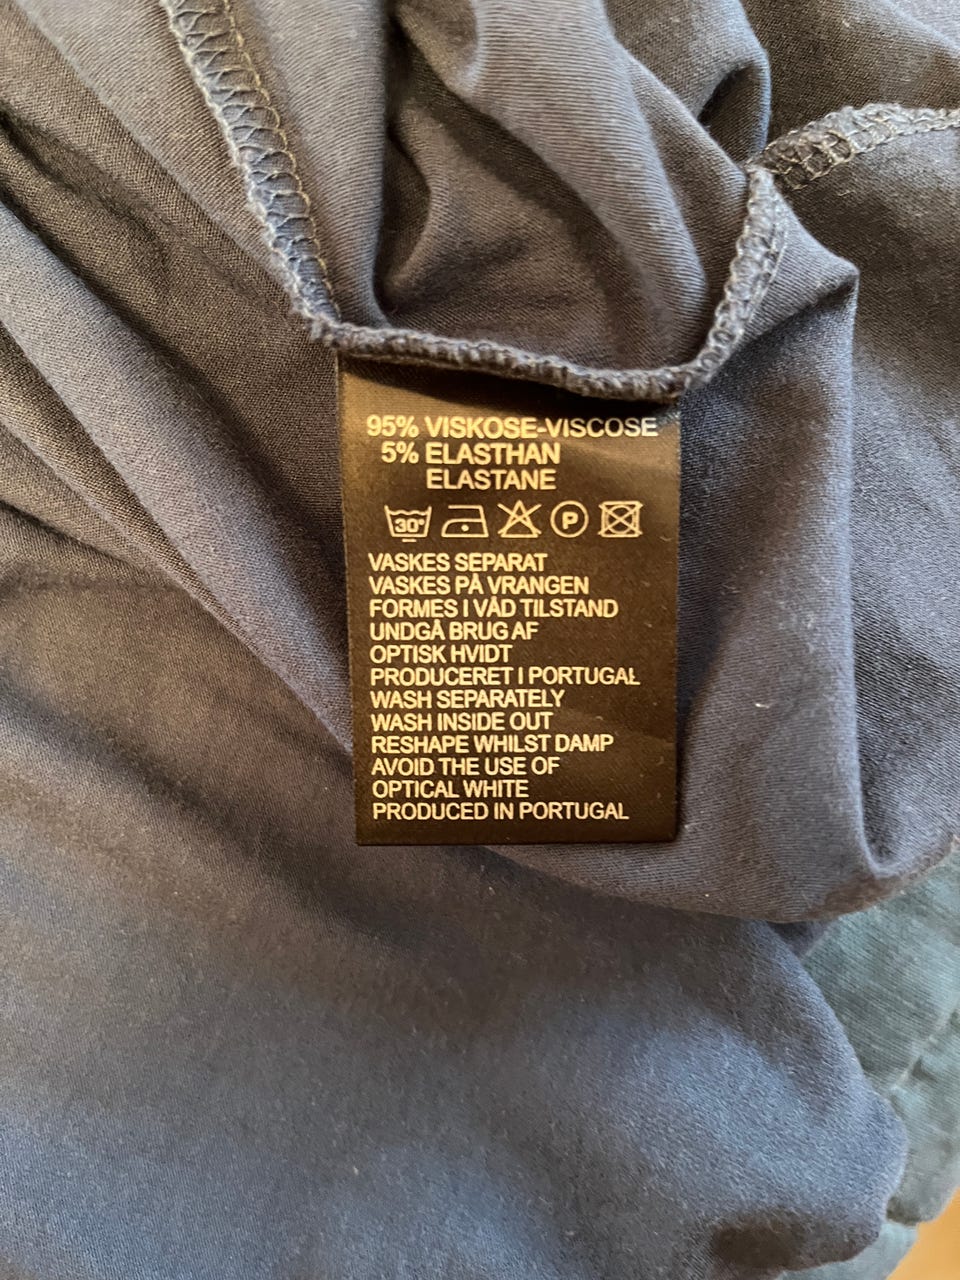 95% VISKOSE-VISCOSE
5% ELASTHAN
ELASTANE
30° P
VASKES SEPARAT
VASKES PÅ VRANGEN
FORMES I VÅD TILSTAND
UNDGÅ BRUG AF
OPTISK HVIDT
PRODUCERET I PORTUGAL
WASH SEPARATELY
WASH INSIDE OUT
RESHAPE WHILST DAMP
AVOID THE USE OF
OPTICAL WHITE
PRODUCED IN PORTUGAL